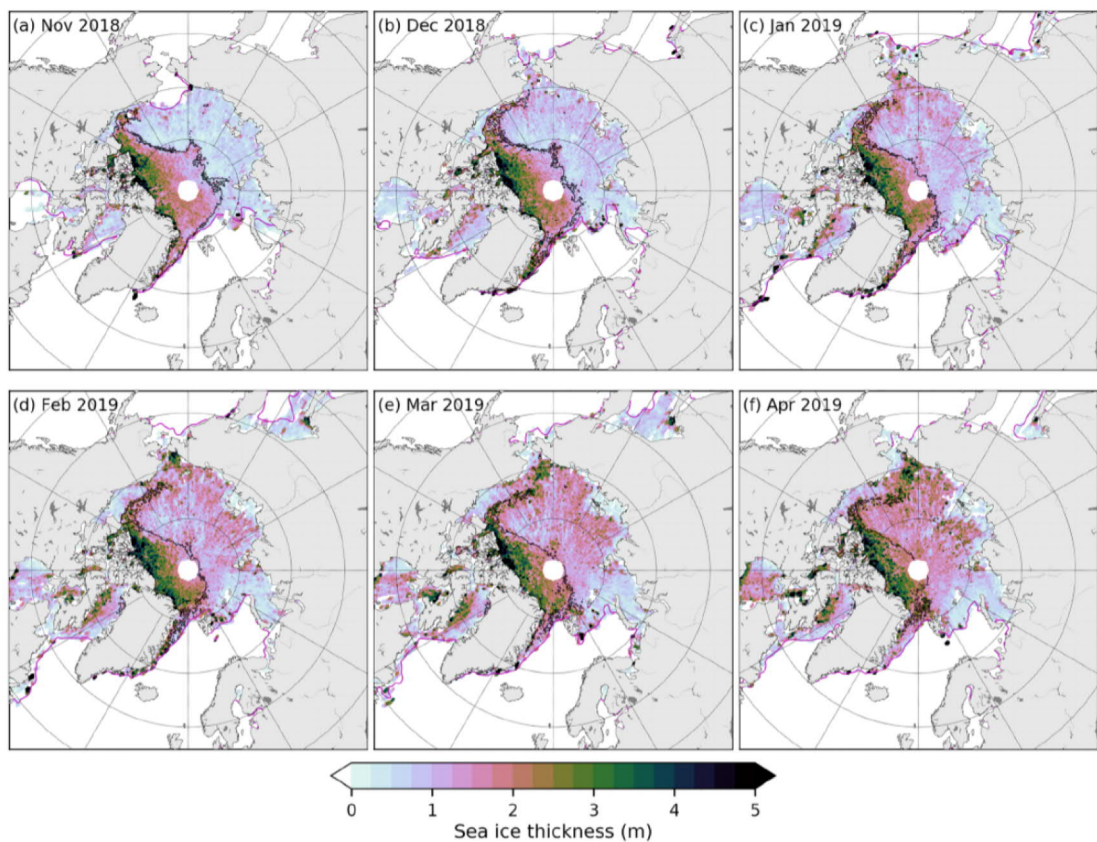 (a) Nov 2018
(b) Dec 2018
(c) Jan 2019
(d) Feb 2019
(e) Mar 2019
(f) Apr 2019
0 1 2 3 4 5
Sea ice thickness (m)